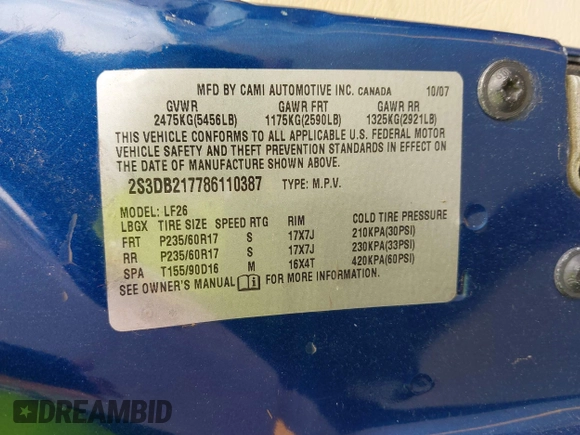 MFD BY CAMI AUTOMOTIVE INC. CANADA 10/07
GVWR GAWR FRT GAWR RR
2475KG(5456LB) 1175KG(2590LB) 1325KG(2921LB)
THIS VEHICLE CONFORMS TO ALL APPLICABLE U.S. FEDERAL MOTOR
VEHICLE SAFETY AND THEFT PREVENTION STANDARDS IN EFFECT ON
THE DATE OF MANUFACTURE SHOWN ABOVE.
2S3DB217786110387 TYPE: M.P.V.
MODEL: LF26
LBGX TIRE SIZE SPEED RTG RIM COLD TIRE PRESSURE
FRT P235/60R17 S 17X7J 210KPA(30PSI)
RR P235/60R17 S 17X7J 230KPA(33PSI)
SPA T155/90D16 M 16X4T 420KPA(60PSI)
SEE OWNER'S MANUAL FOR MORE INFORMATION.
DREAMBID